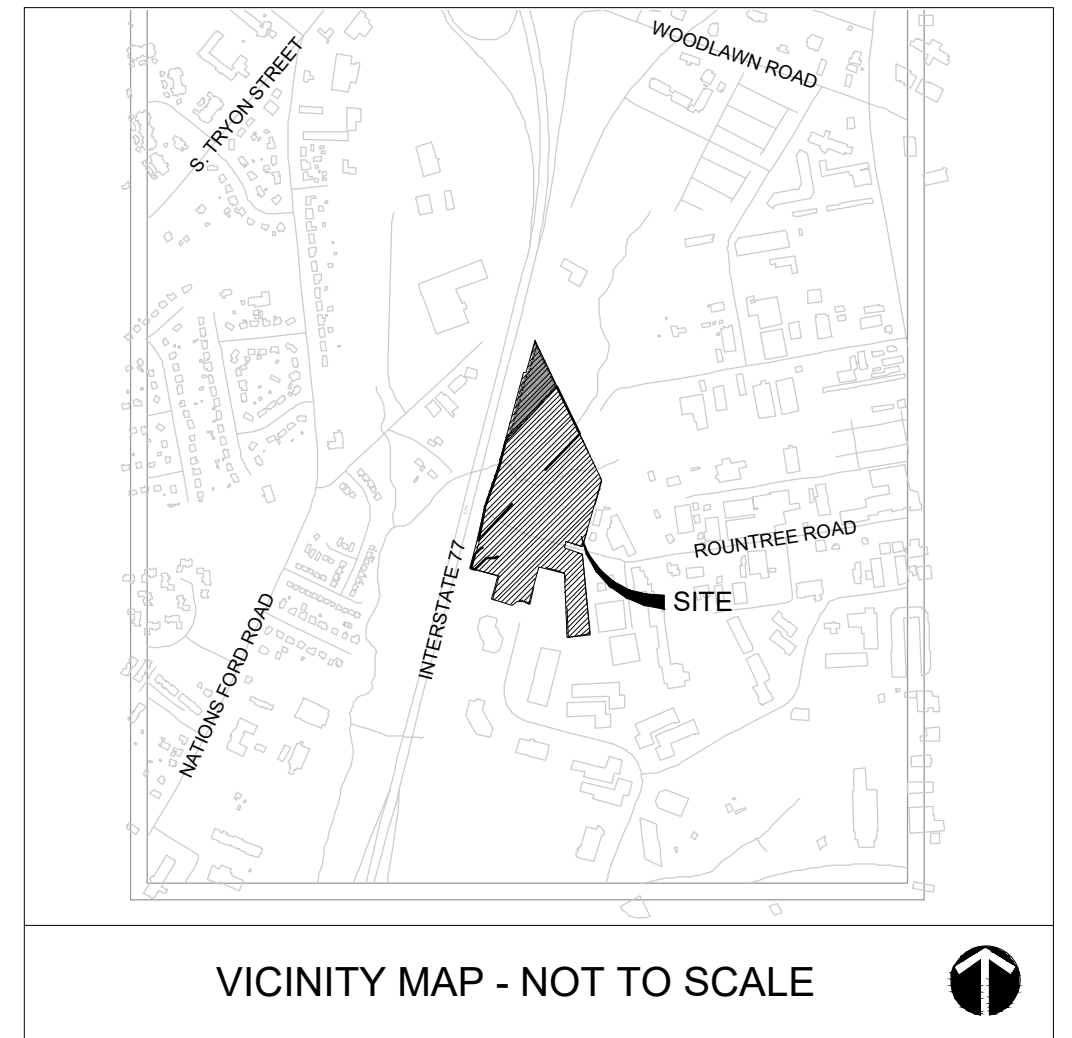 WOODLAWN ROAD
S. TRYON STREET
ROUNTREE ROAD
SITE
INTERSTATE 77
NATIONS FORD ROAD
VICINITY MAP - NOT TO SCALE